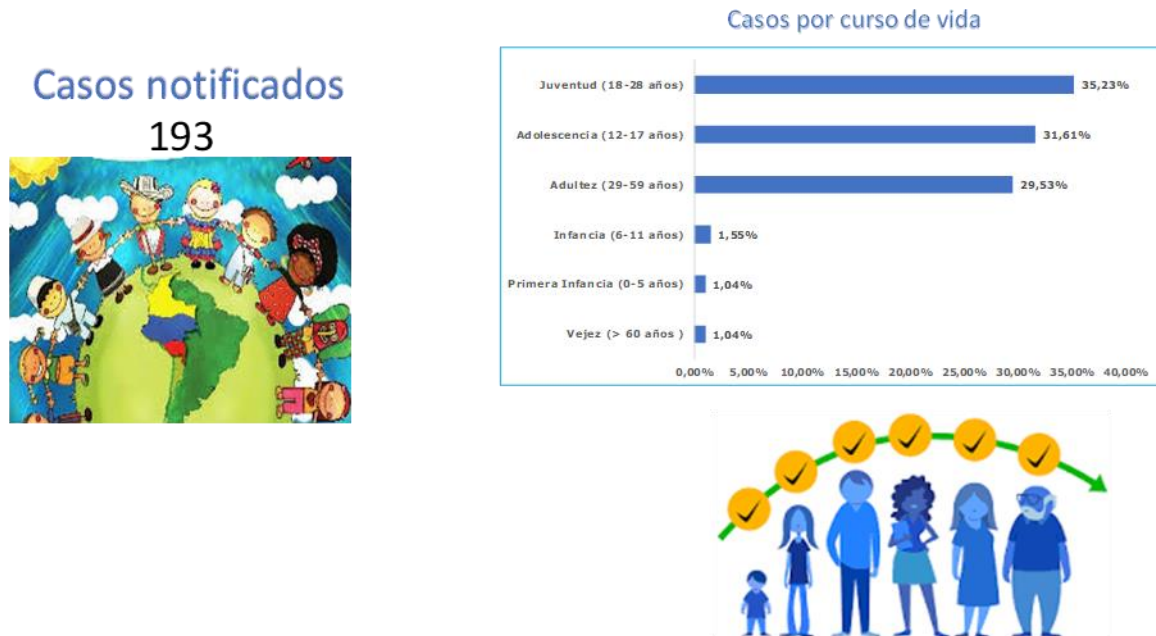 Casos notificados
193
Casos por curso de vida
Juventud (18-28 años) 35,23%
Adolescencia (12-17 años) 31,61%
Adultez (29-59 años) 29,53%
Infancia (6-11 años) 1,55%
Primera Infancia (0-5 años) 1,04%
Vejez (> 60 años ) 1,04%
0,00% 5,00% 10,00% 15,00% 20,00% 25,00% 30,00% 35,00% 40,00%